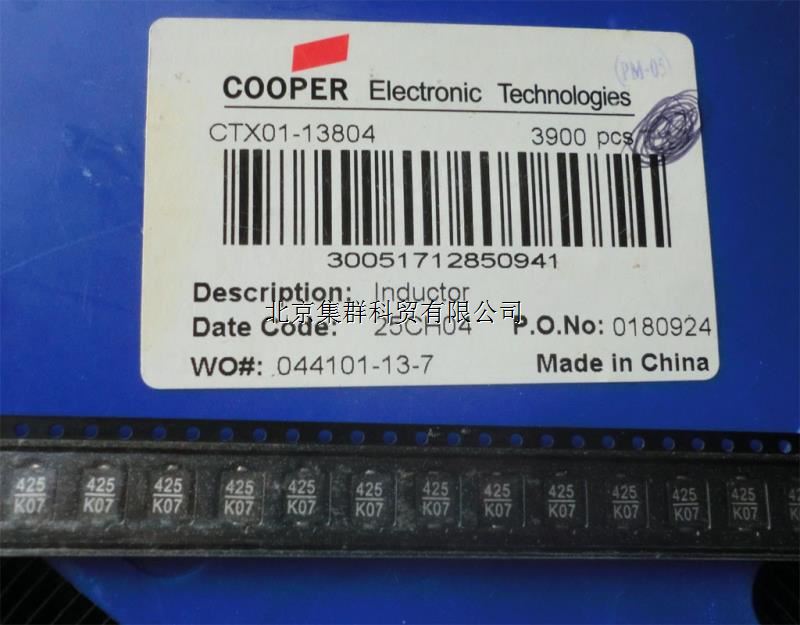 (PM-05)
COOPER Electronic Technologies
CTX01-13804 3900 pcs
30051712850941
Description: Inductor
北京集群科贸有限公司
Date Code: 25CH04 P.O.No: 0180924
WO#: 044101-13-7 Made in China
425 425 425 425 425 425 425 425 425 425 425 425
K07 K07 K07 K07 K07 K07 K07 K07 K07 K07 K07 K07